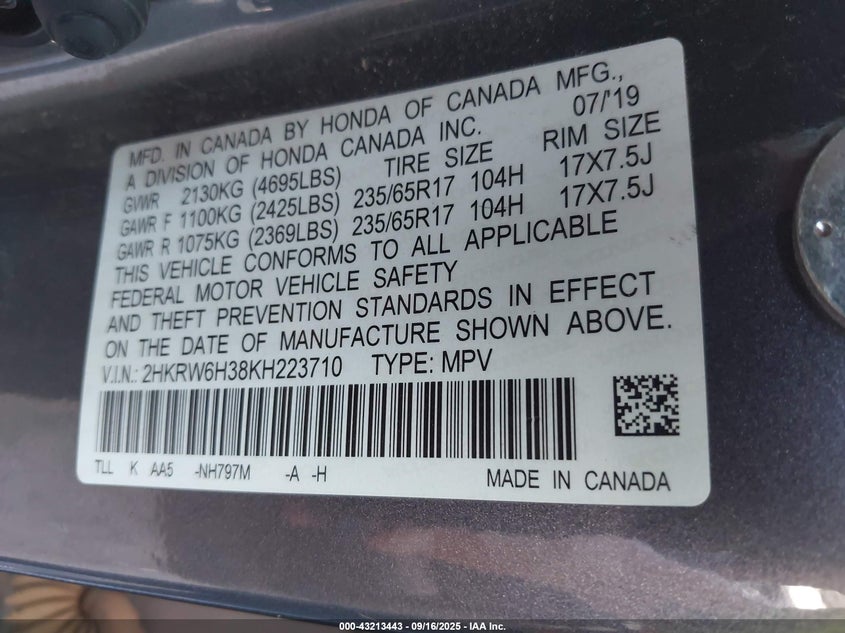 MFD. IN CANADA BY HONDA OF CANADA MFG.,
A DIVISION OF HONDA CANADA INC. 07/'19
GVWR 2130KG (4695LBS) TIRE SIZE RIM SIZE
GAWR F 1100KG (2425LBS) 235/65R17 104H 17X7.5J
GAWR R 1075KG (2369LBS) 235/65R17 104H 17X7.5J
THIS VEHICLE CONFORMS TO ALL APPLICABLE
FEDERAL MOTOR VEHICLE SAFETY
AND THEFT PREVENTION STANDARDS IN EFFECT
ON THE DATE OF MANUFACTURE SHOWN ABOVE.
V.I.N.: 2HKRW6H38KH223710 TYPE: MPV
TLL K AA5 -NH797M -A -H MADE IN CANADA
000-43213443 - 09/16/2025 - IAA Inc.